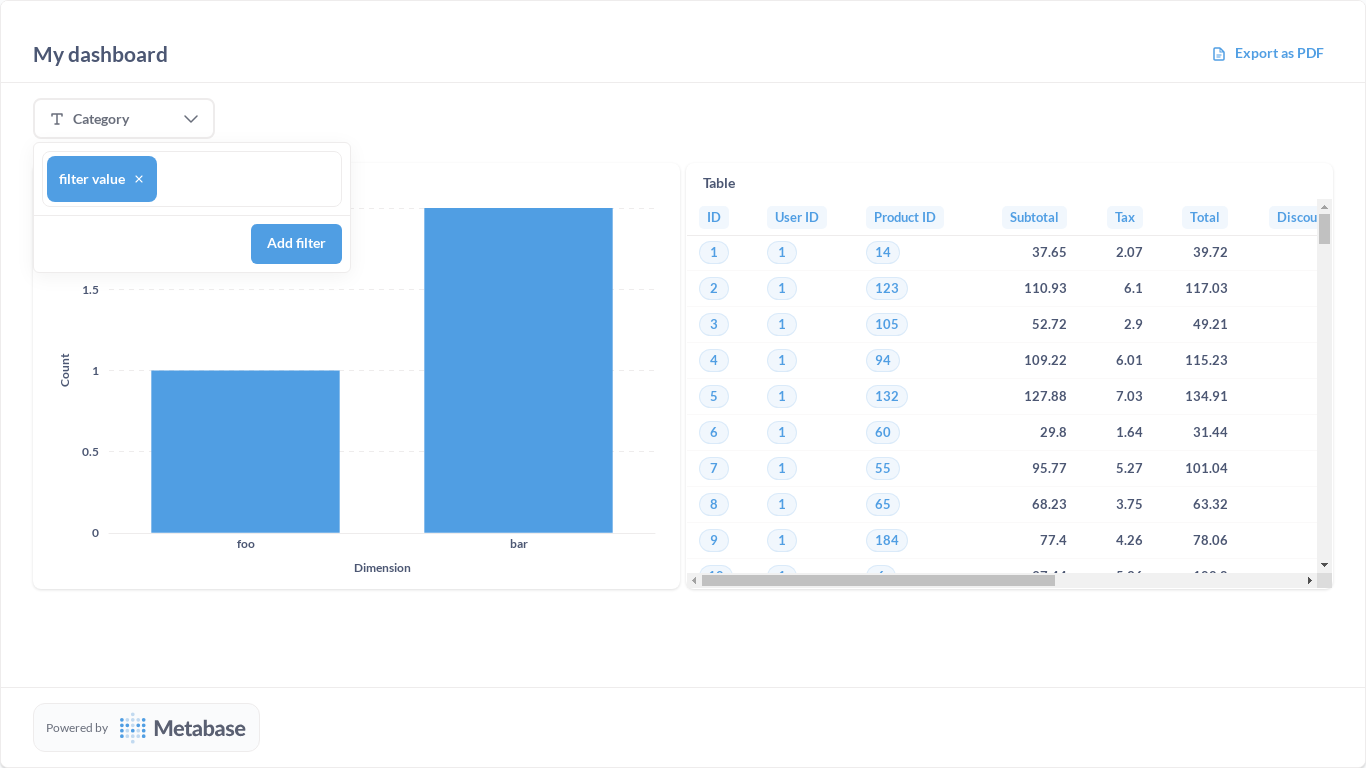 My dashboard
Export as PDF
Category
filter value
Add filter
1.5
1
0.5
0
Count
foo
bar
Dimension
Table
ID User ID Product ID Subtotal Tax Total Discou
1 1 14 37.65 2.07 39.72
2 1 123 110.93 6.1 117.03
3 1 105 52.72 2.9 49.21
4 1 94 109.22 6.01 115.23
5 1 132 127.88 7.03 134.91
6 1 60 29.8 1.64 31.44
7 1 55 95.77 5.27 101.04
8 1 65 68.23 3.75 63.32
9 1 184 77.4 4.26 78.06
Powered by Metabase